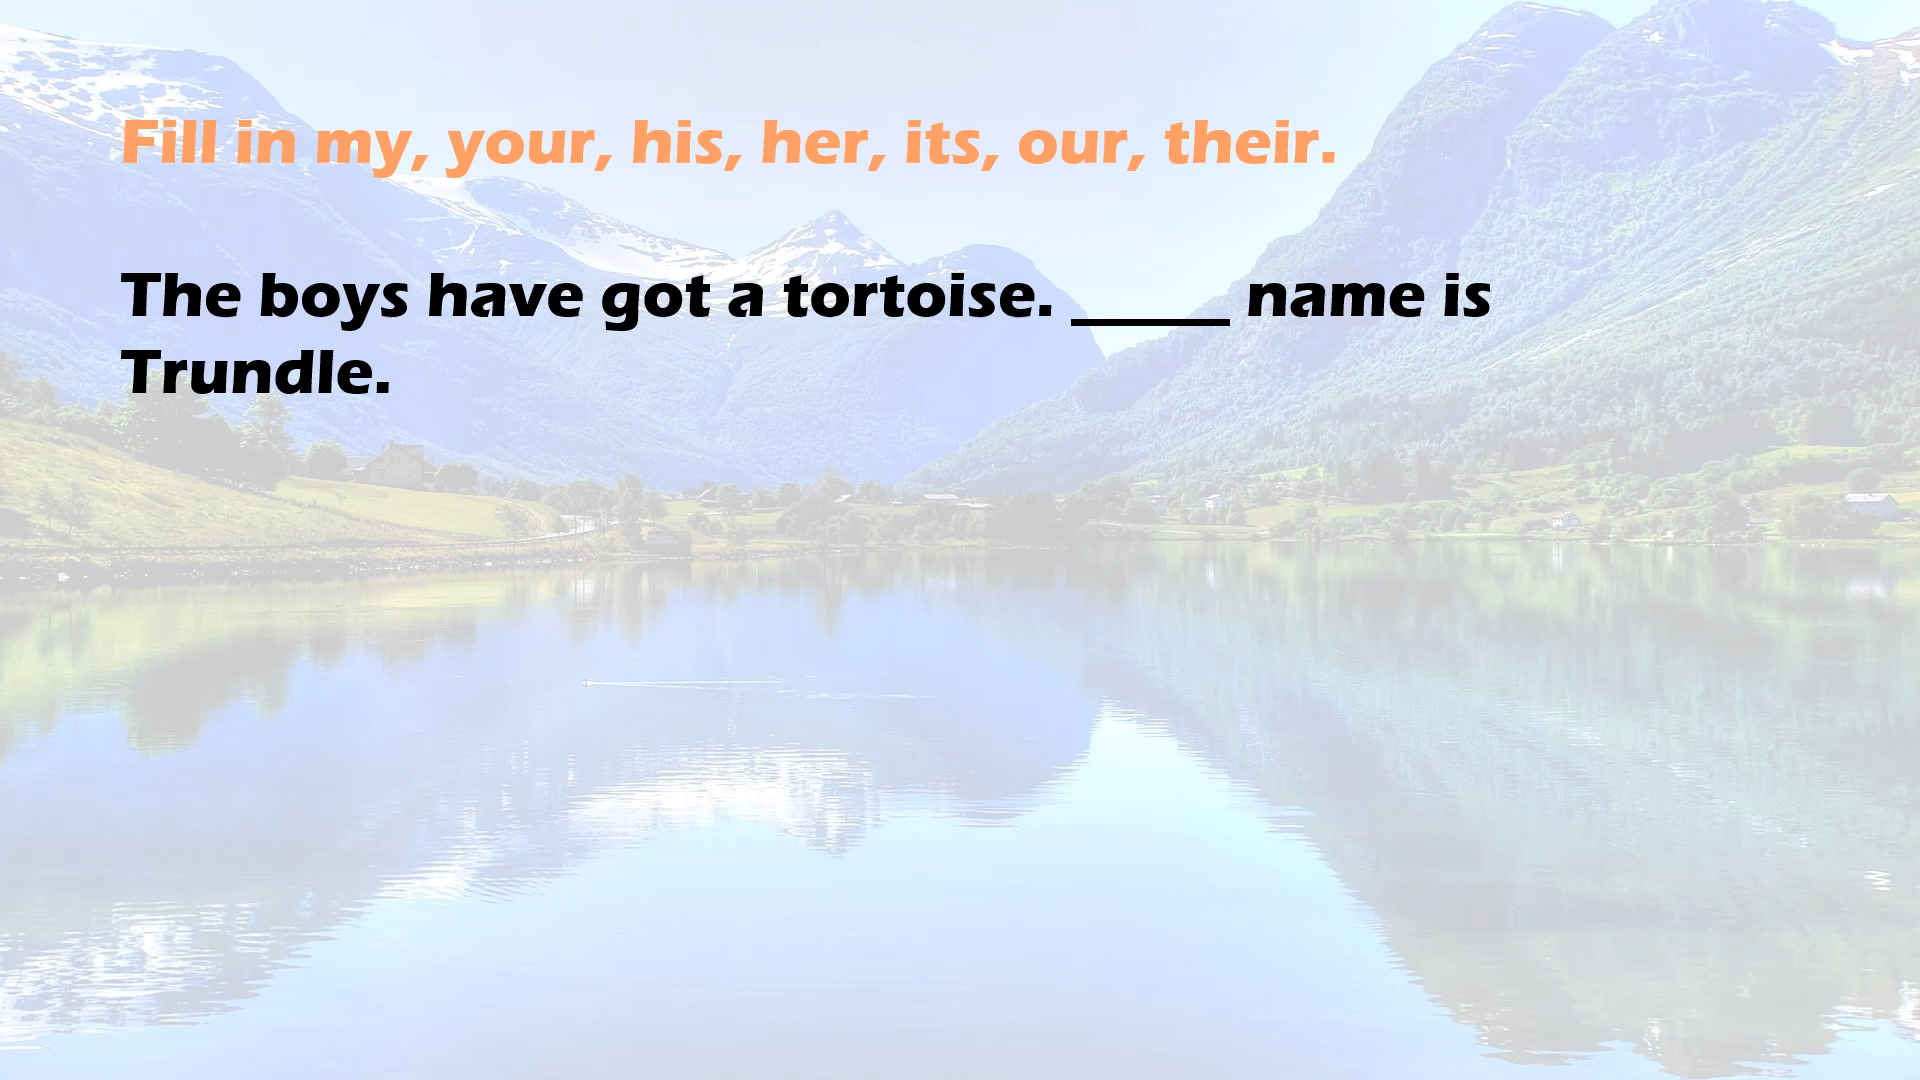 Fill in my, your, his, her, its, our, their.
The boys have got a tortoise. _____ name is
Trundle.